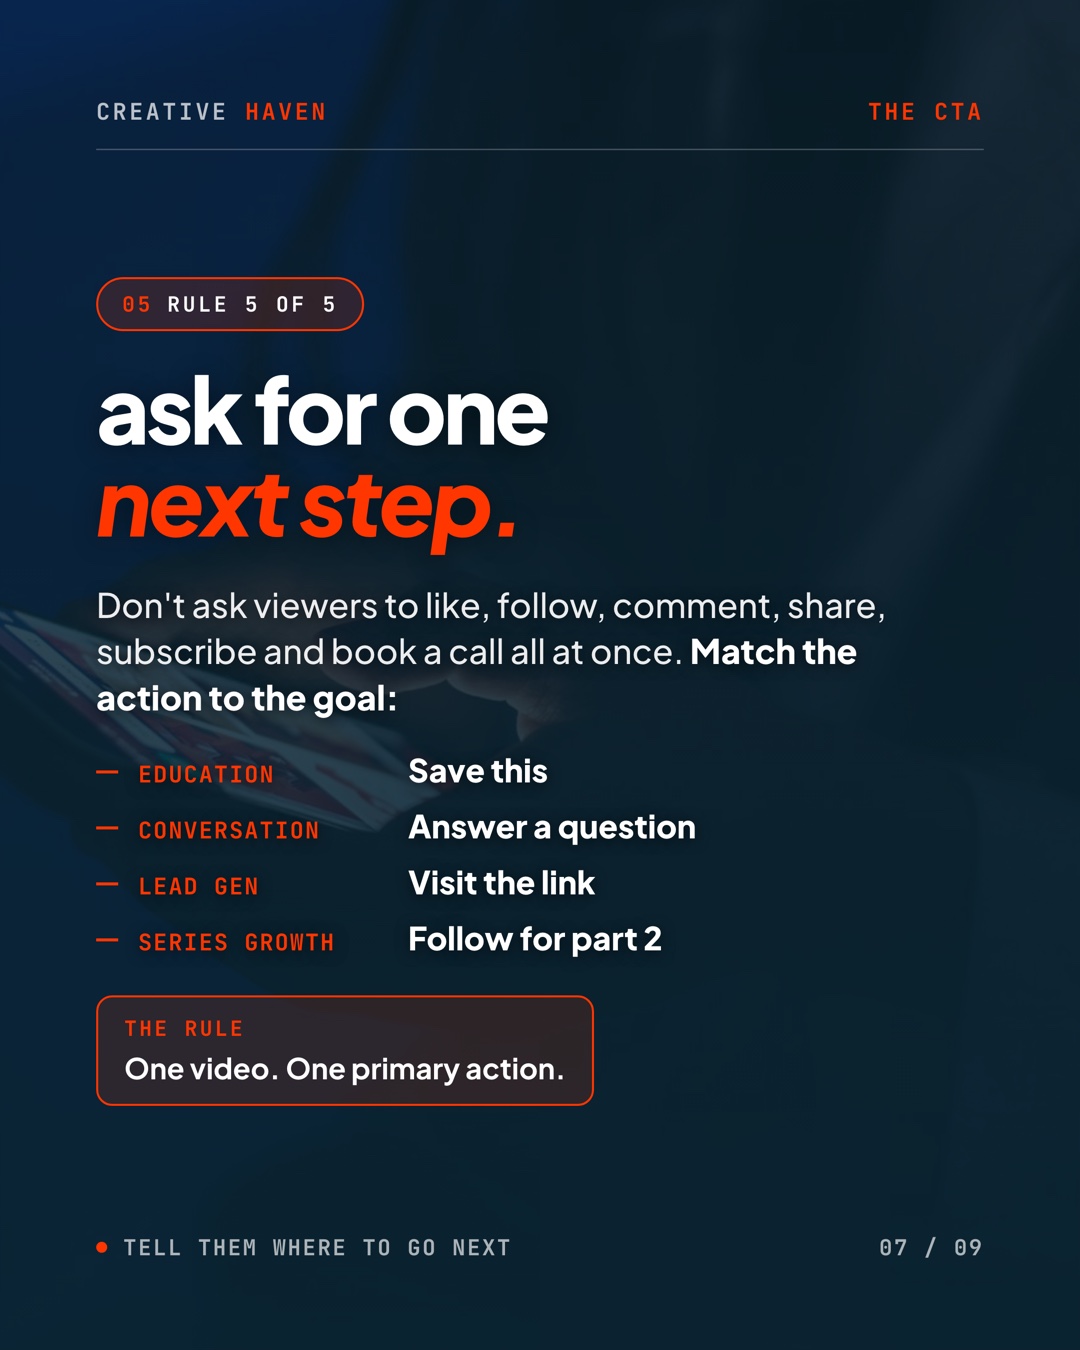 CREATIVE HAVEN
THE CTA
05 RULE 5 OF 5
ask for one
next step.
Don't ask viewers to like, follow, comment, share,
subscribe and book a call all at once. Match the
action to the goal:
— EDUCATION Save this
— CONVERSATION Answer a question
— LEAD GEN Visit the link
— SERIES GROWTH Follow for part 2
THE RULE
One video. One primary action.
TELL THEM WHERE TO GO NEXT
07 / 09